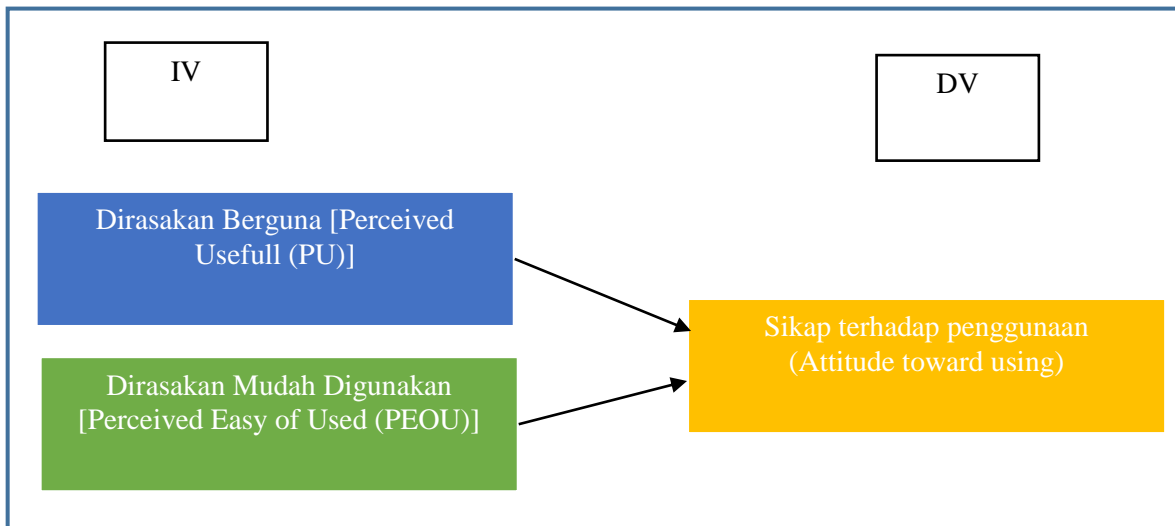 IV
DV
Dirasakan Berguna [Perceived
Usefull (PU)]
Dirasakan Mudah Digunakan
[Perceived Easy of Used (PEOU)]
Sikap terhadap penggunaan
(Attitude toward using)